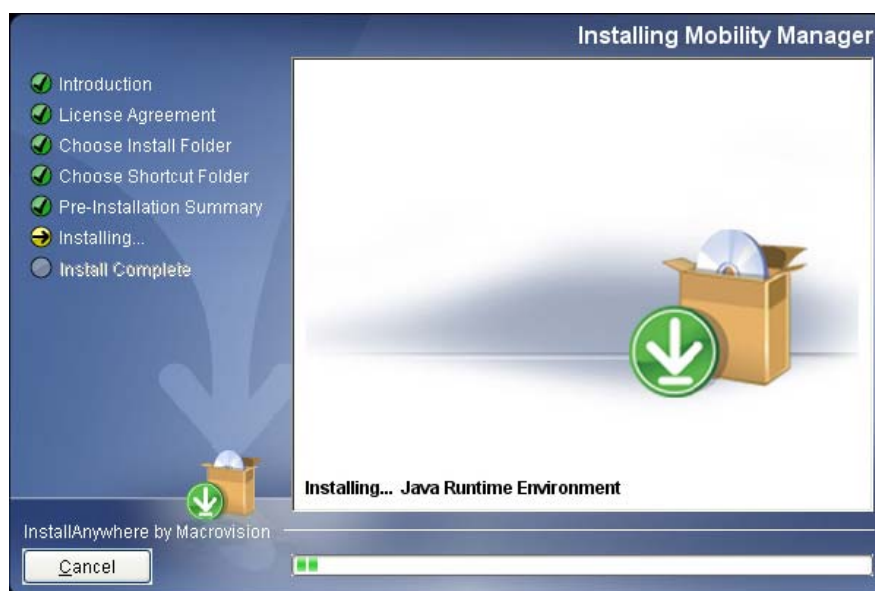 Installing Mobility Manager
Introduction
License Agreement
Choose Install Folder
Choose Shortcut Folder
Pre-Installation Summary
Installing...
Install Complete
Installing... Java Runtime Environment
InstallAnywhere by Macrovision
Cancel